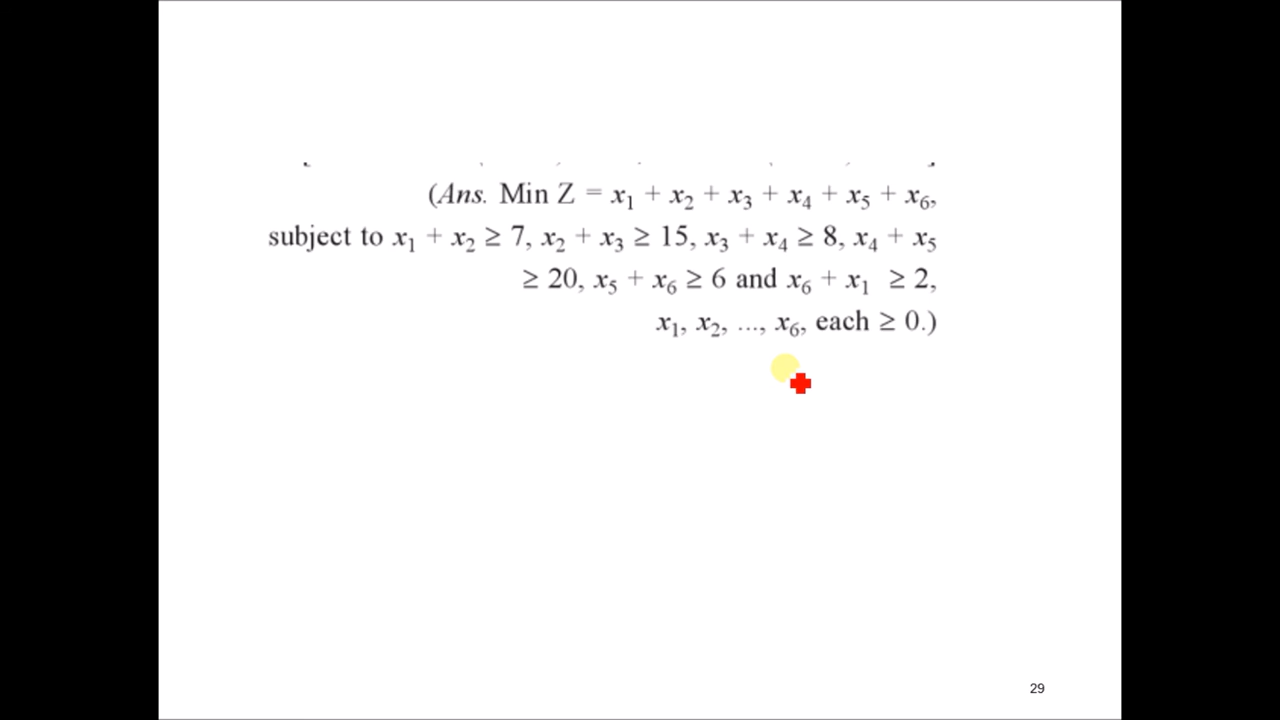 (Ans. Min Z = x₁ + x₂ + x₃ + x₄ + x₅ + x₆,
subject to x₁ + x₂ ≥ 7, x₂ + x₃ ≥ 15, x₃ + x₄ ≥ 8, x₄ + x₅
≥ 20, x₅ + x₆ ≥ 6 and x₆ + x₁ ≥ 2,
x₁, x₂, ..., x₆, each ≥ 0.)
29